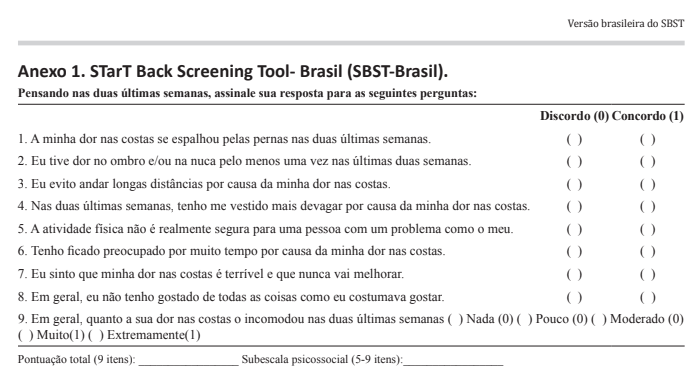 Versão brasileira do SBST
Anexo 1. STarT Back Screening Tool- Brasil (SBST-Brasil).
Pensando nas duas últimas semanas, assinale sua resposta para as seguintes perguntas:
Discordo (0) Concordo (1)
1. A minha dor nas costas se espalhou pelas pernas nas duas últimas semanas. ( ) ( )
2. Eu tive dor no ombro e/ou na nuca pelo menos uma vez nas últimas duas semanas. ( ) ( )
3. Eu evito andar longas distâncias por causa da minha dor nas costas. ( ) ( )
4. Nas duas últimas semanas, tenho me vestido mais devagar por causa da minha dor nas costas. ( ) ( )
5. A atividade física não é realmente segura para uma pessoa com um problema como o meu. ( ) ( )
6. Tenho ficado preocupado por muito tempo por causa da minha dor nas costas. ( ) ( )
7. Eu sinto que minha dor nas costas é terrível e que nunca vai melhorar. ( ) ( )
8. Em geral, eu não tenho gostado de todas as coisas como eu costumava gostar. ( ) ( )
9. Em geral, quanto a sua dor nas costas o incomodou nas duas últimas semanas ( ) Nada (0) ( ) Pouco (0) ( ) Moderado (0)
( ) Muito(1) ( ) Extremamente(1)
Pontuação total (9 itens): _________________ Subescala psicossocial (5-9 itens):_________________